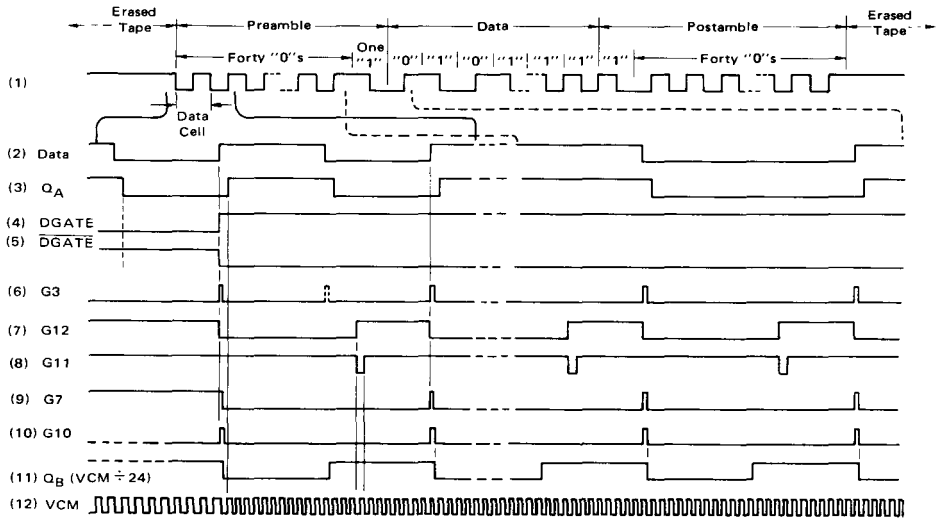 Erased
Tape
Preamble
Data
Postamble
Erased
Tape
Forty "0"s
One
"1"
"0"
"1"
"0"
"1"
"1"
"1"
"1"
Forty "0"s
(1)
Data
Cell
(2) Data
(3) QA
(4) DGATE
(5) DGATE
(6) G3
(7) G12
(8) G11
(9) G7
(10) G10
(11) QB (VCM ÷ 24)
(12) VCM